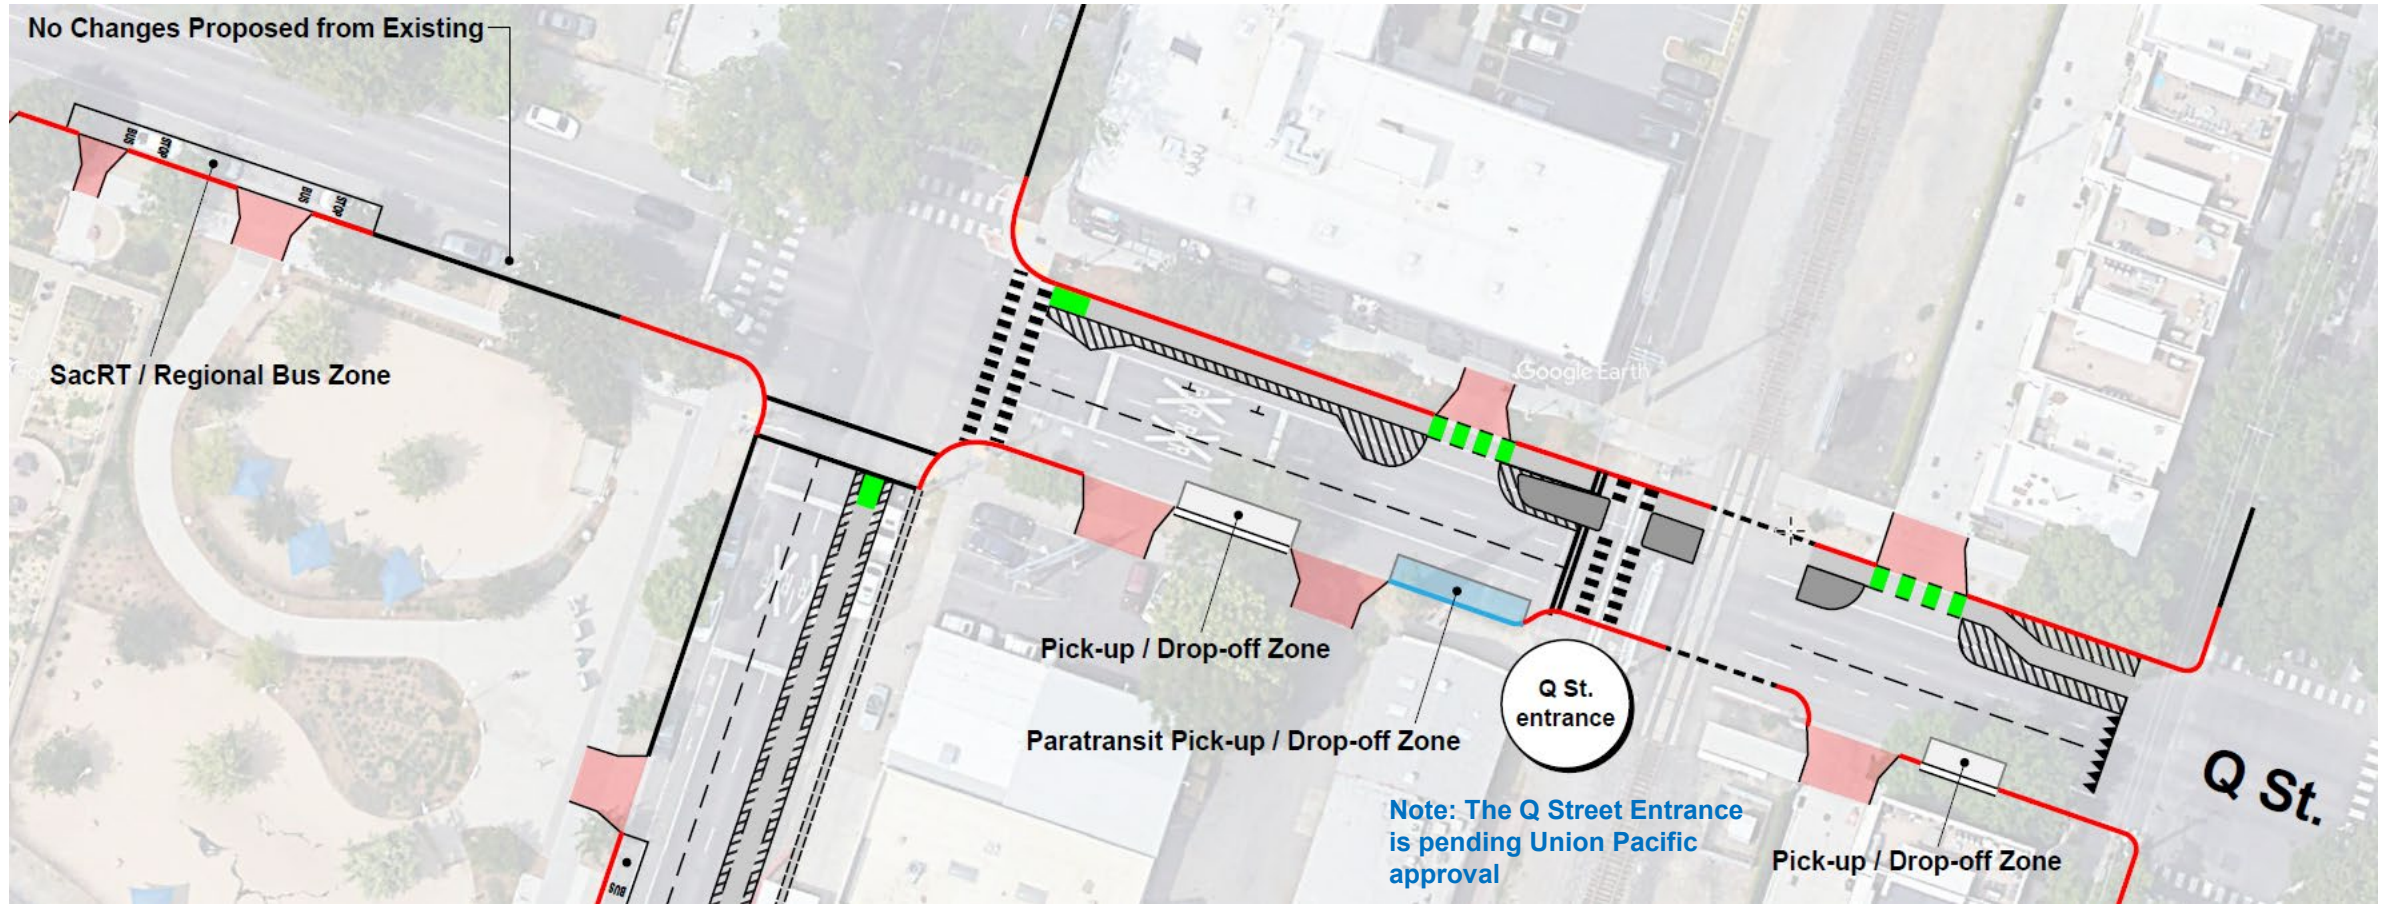 No Changes Proposed from Existing
BUS
STOP
BUS
STOP
SacRT / Regional Bus Zone
Google Earth
Pick-up / Drop-off Zone
Q St.
entrance
Paratransit Pick-up / Drop-off Zone
Q St.
Note: The Q Street Entrance
is pending Union Pacific
approval
Pick-up / Drop-off Zone
BUS